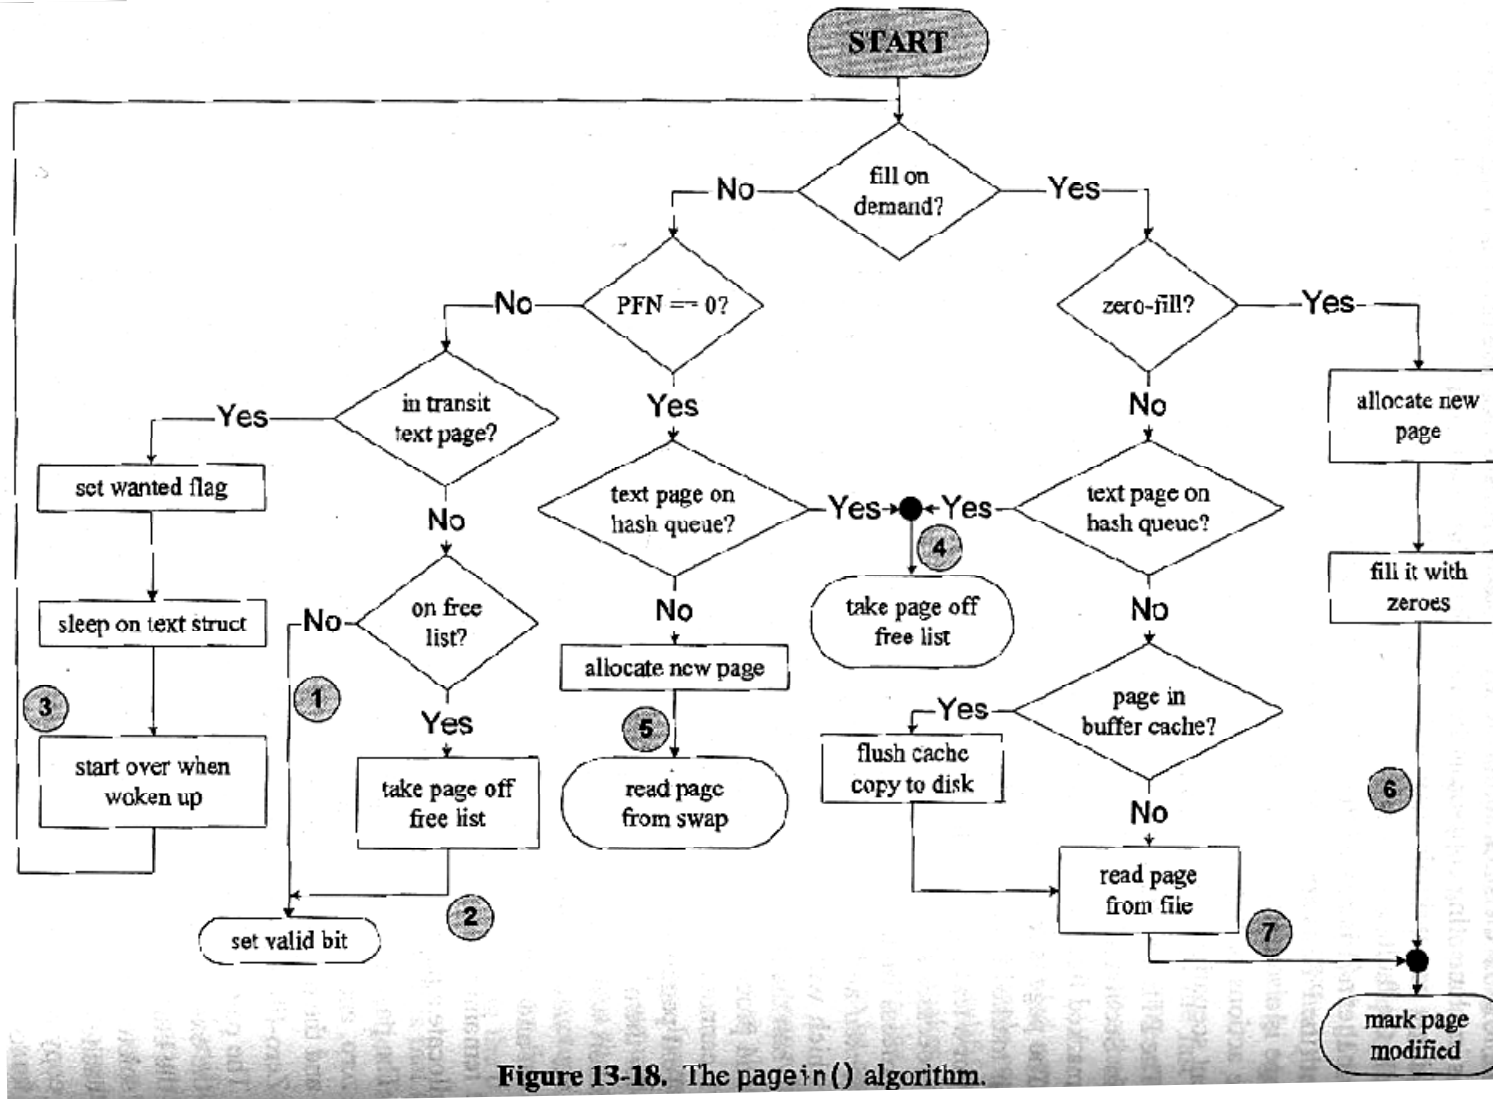 START
fill on
demand?
No
Yes
PFN == 0?
zero-fill?
No
Yes
Yes
No
in transit
text page?
Yes
No
allocate new
page
set wanted flag
text page on
hash queue?
Yes
Yes
text page on
hash queue?
4
No
No
sleep on text struct
No
on free
list?
take page off
free list
fill it with
zeroes
3
1
Yes
allocate new page
5
Yes
page in
buffer cache?
start over when
woken up
take page off
free list
read page
from swap
flush cache
copy to disk
No
6
2
read page
from file
7
set valid bit
mark page
modified
Figure 13-18. The pagein() algorithm.